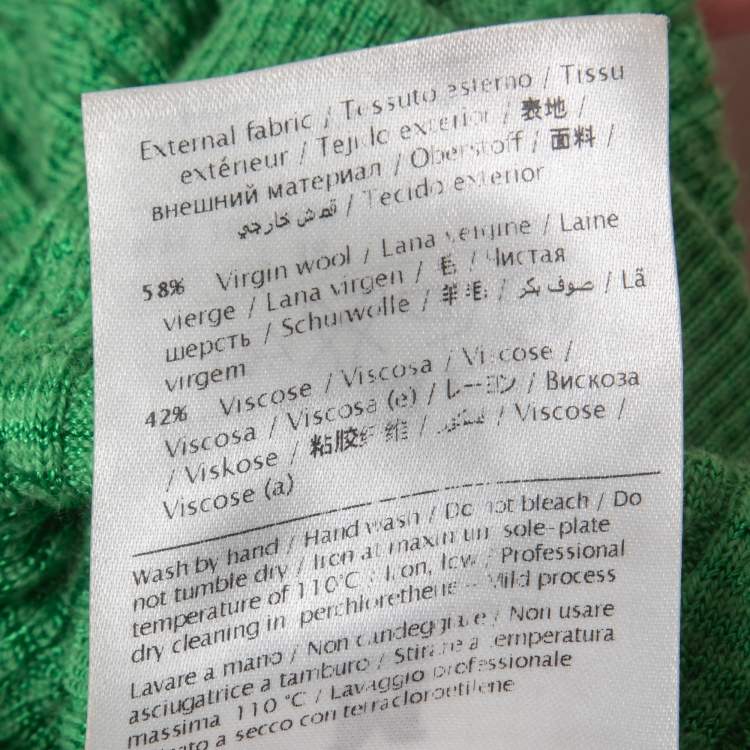 External fabric / Tessuto esterno / Tissu
extérieur / Tejido exterior / 表地 /
внешний материал / Oberstoff / 面料 /
قماش خارجي / Tecido exterior
58% Virgin wool / Lana vergine / Laine
vierge / Lana virgen / 毛 / Чистая
шерсть / Schurwolle / 羊毛 / صوف بكر / Lã
virgem
42% Viscose / Viscosa / Viscose /
Viscosa / Viscosa (e) / レーヨン / Вискоза
/ Viskose / 粘胶纤维 / فسكوز / Viscose /
Viscose (a)
Wash by hand / Hand wash / Do not bleach / Do
not tumble dry / Iron at maximum sole-plate
temperature of 110°C / Iron, low / Professional
dry cleaning in perchlorethene - Mild process
Lavare a mano / Non candeggiare / Non usare
asciugatrice a tamburo / Stirare a temperatura
massima 110 °C / Lavaggio professionale
a secco con tetracloroetilene